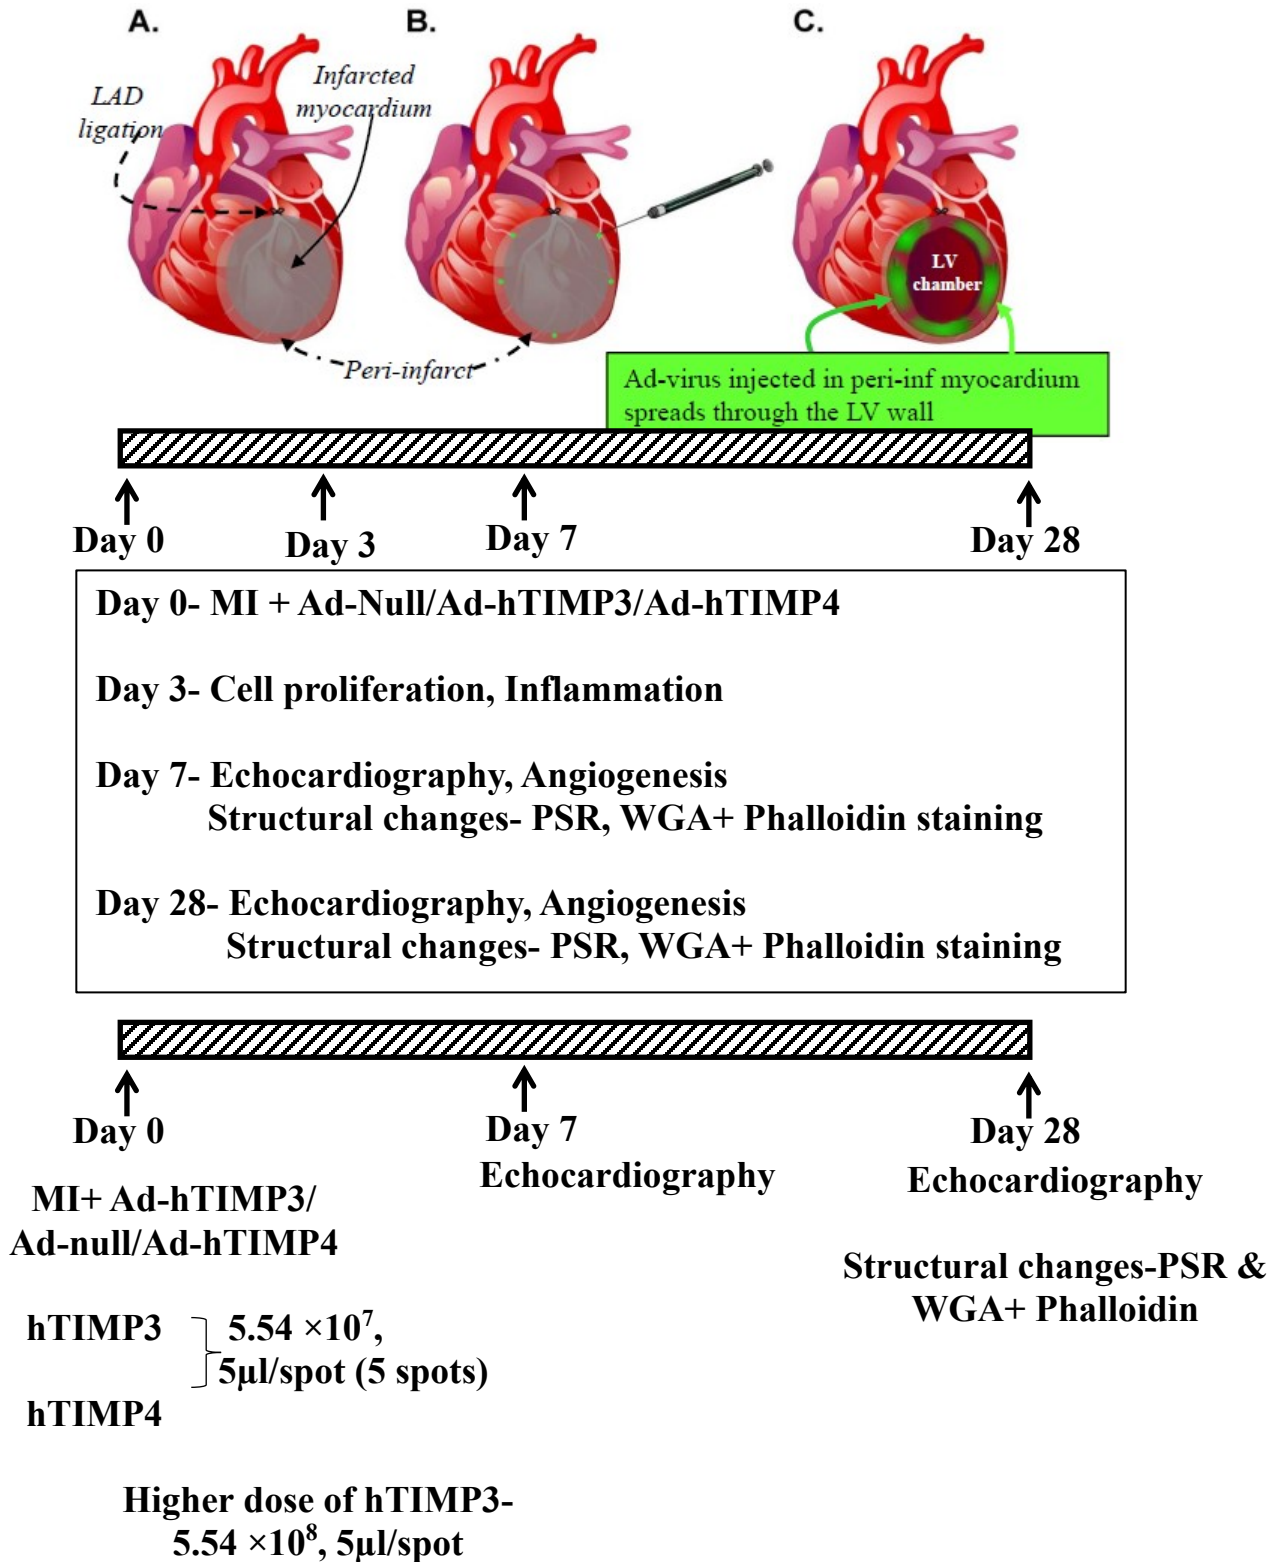 A.
B.
C.
LAD
ligation
Infarcted
myocardium
LV
chamber
Peri-infarct
Ad-virus injected in peri-inf myocardium
spreads through the LV wall
Day 0
Day 3
Day 7
Day 28
Day 0- MI + Ad-Null/Ad-hTIMP3/Ad-hTIMP4
Day 3- Cell proliferation, Inflammation
Day 7- Echocardiography, Angiogenesis
Structural changes- PSR, WGA+ Phalloidin staining
Day 28- Echocardiography, Angiogenesis
Structural changes- PSR, WGA+ Phalloidin staining
Day 0
Day 7
Day 28
MI+ Ad-hTIMP3/
Ad-null/Ad-hTIMP4
Echocardiography
Echocardiography
Structural changes-PSR &
WGA+ Phalloidin
hTIMP3
5.54 ×10⁷,
5µl/spot (5 spots)
hTIMP4
Higher dose of hTIMP3-
5.54 ×10⁸, 5µl/spot